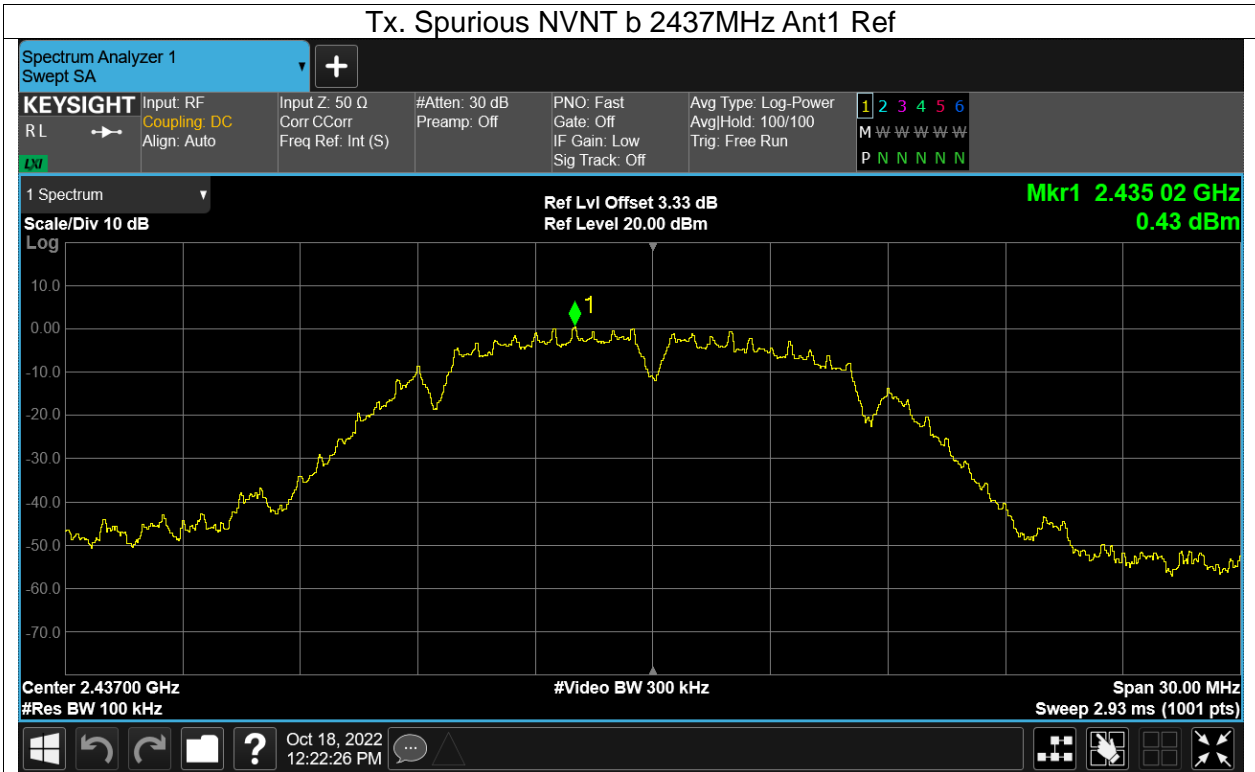 Tx. Spurious NVNT b 2437MHz Ant1 Ref
Spectrum Analyzer 1
Swept SA
KEYSIGHT
R L
LXI
Input: RF
Coupling: DC
Align: Auto
Input Z: 50 Ω
Corr CCorr
Freq Ref: Int (S)
#Atten: 30 dB
Preamp: Off
PNO: Fast
Gate: Off
IF Gain: Low
Sig Track: Off
Avg Type: Log-Power
Avg|Hold: 100/100
Trig: Free Run
1 2 3 4 5 6
M W W W W W
P N N N N N
1 Spectrum
Scale/Div 10 dB
Log
Ref Lvl Offset 3.33 dB
Ref Level 20.00 dBm
Mkr1 2.435 02 GHz
0.43 dBm
10.0
0.00
-10.0
-20.0
-30.0
-40.0
-50.0
-60.0
-70.0
1
Center 2.43700 GHz
#Res BW 100 kHz
#Video BW 300 kHz
Span 30.00 MHz
Sweep 2.93 ms (1001 pts)
?
Oct 18, 2022
12:22:26 PM